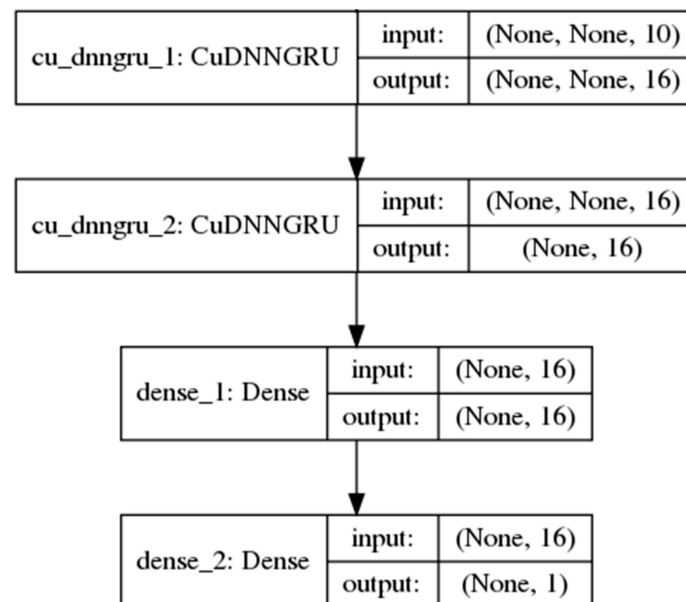 cu_dnngru_1: CuDNNGRU
input: (None, None, 10)
output: (None, None, 16)
cu_dnngru_2: CuDNNGRU
input: (None, None, 16)
output: (None, 16)
dense_1: Dense
input: (None, 16)
output: (None, 16)
dense_2: Dense
input: (None, 16)
output: (None, 1)